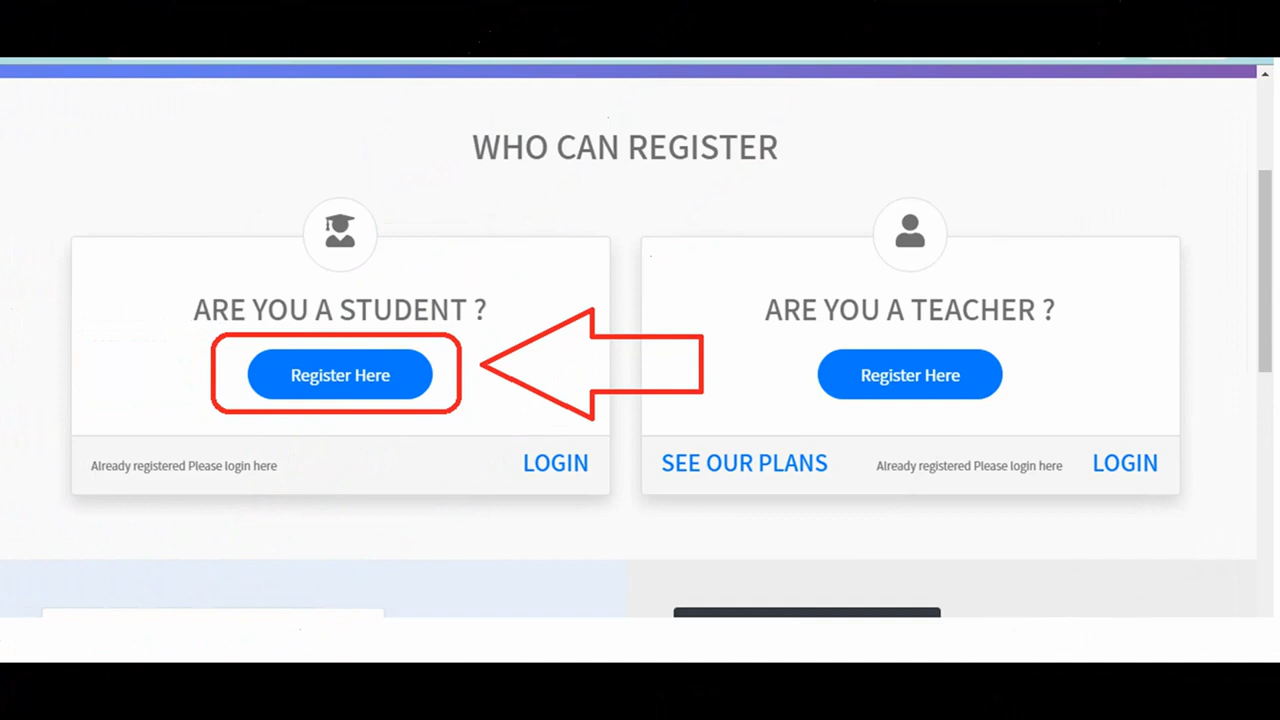 WHO CAN REGISTER
ARE YOU A STUDENT ?
Register Here
Already registered Please login here
LOGIN
ARE YOU A TEACHER ?
Register Here
SEE OUR PLANS
Already registered Please login here
LOGIN